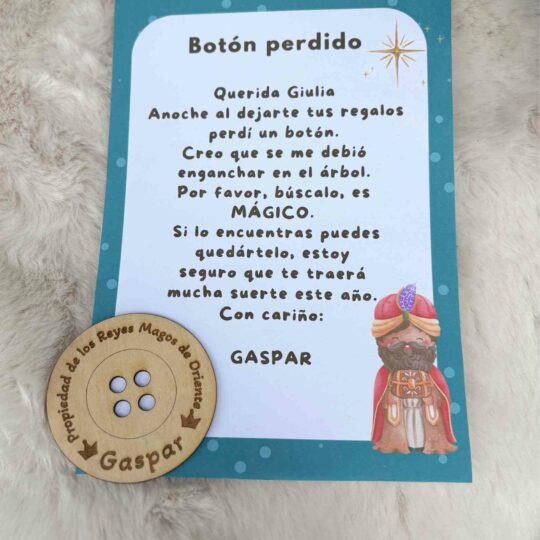 Botón perdido
Querida Giulia
Anoche al dejarte tus regalos
perdí un botón.
Creo que se me debió
enganchar en el árbol.
Por favor, búscalo, es
MÁGICO.
Si lo encuentras puedes
quedártelo, estoy
seguro que te traerá
mucha suerte este año.
Con cariño:
GASPAR
Propiedad de los Reyes Magos de Oriente
Gaspar